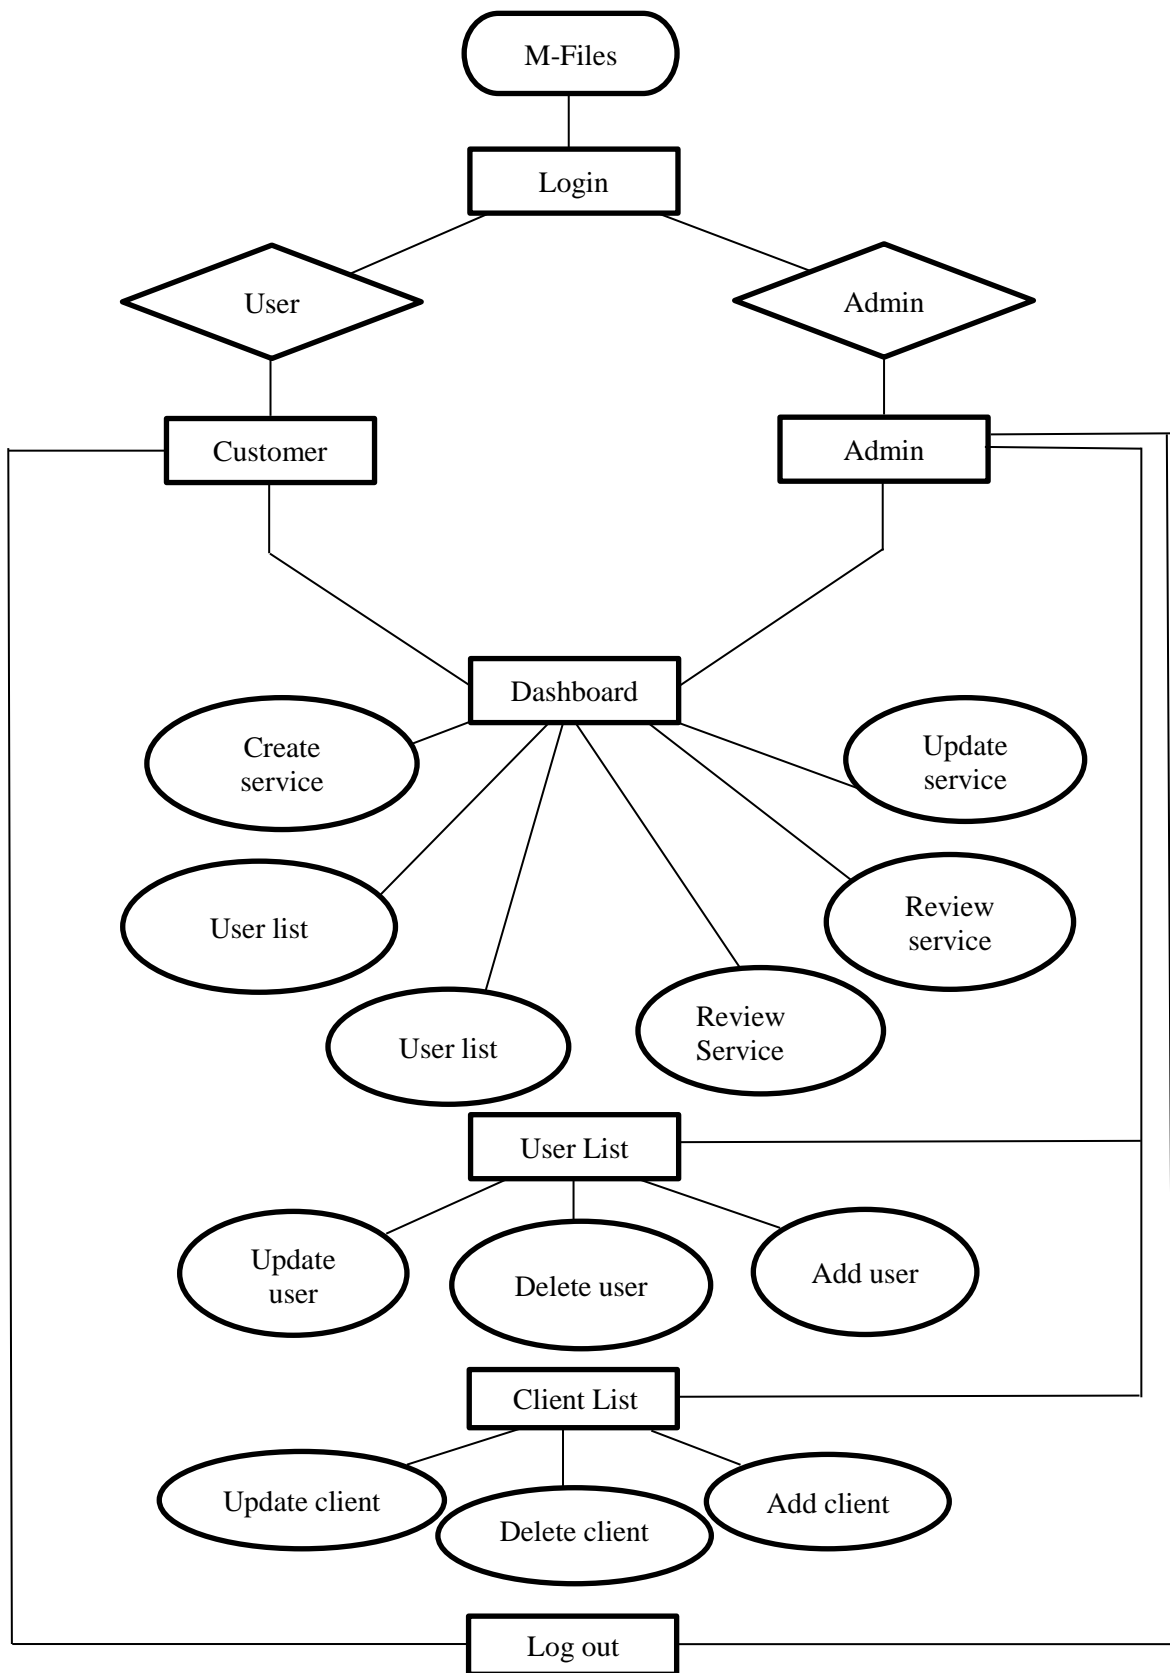 M-Files
Login
User
Admin
Customer
Admin
Dashboard
Create
service
Update
service
User list
Review
service
User list
Review
Service
User List
Update
user
Delete user
Add user
Client List
Update client
Delete client
Add client
Log out